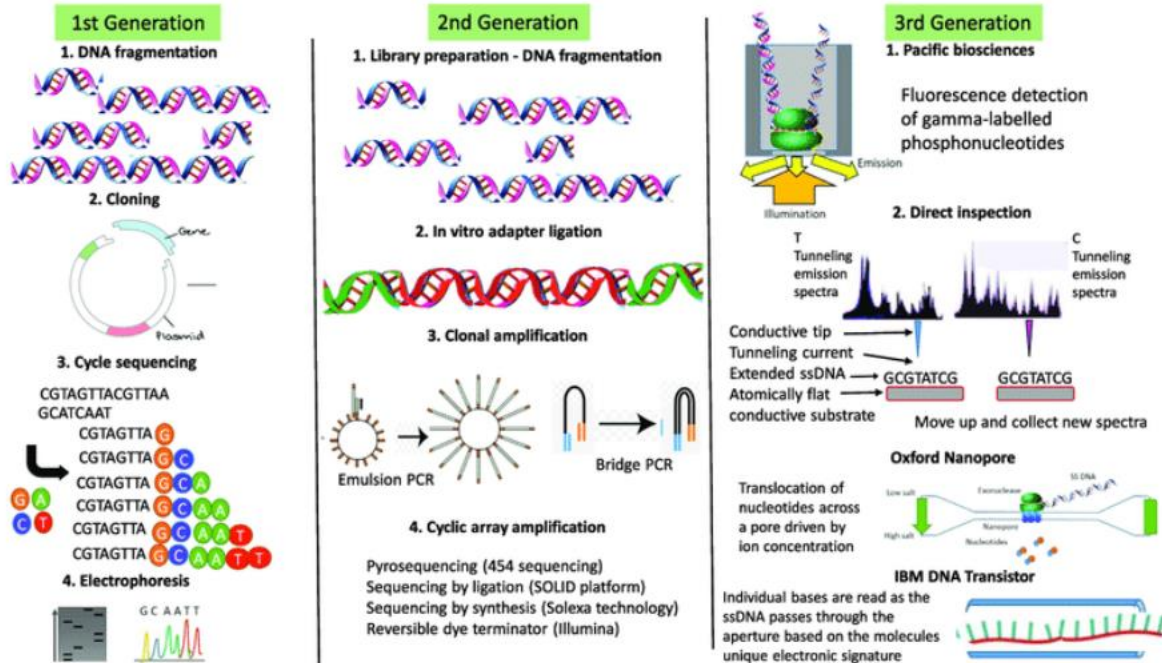 1st Generation
1. DNA fragmentation
2. Cloning
Gene
Plasmid
3. Cycle sequencing
CGTAGTTACGTTAA
GCATCAAT
CGTAGTTA G
CGTAGTTA G C
CGTAGTTA G C A
CGTAGTTA G C A A
CGTAGTTA G C A A T
CGTAGTTA G C A A T T
G A
C T
4. Electrophoresis
G C A A T T
2nd Generation
1. Library preparation - DNA fragmentation
2. In vitro adapter ligation
3. Clonal amplification
Emulsion PCR
Bridge PCR
4. Cyclic array amplification
Pyrosequencing (454 sequencing)
Sequencing by ligation (SOLID platform)
Sequencing by synthesis (Solexa technology)
Reversible dye terminator (Illumina)
3rd Generation
1. Pacific biosciences
Fluorescence detection
of gamma-labelled
phosphonucleotides
Emission
Illumination
2. Direct inspection
T
Tunneling
emission
spectra
C
Tunneling
emission
spectra
Conductive tip
Tunneling current
Extended ssDNA
Atomically flat
conductive substrate
GCGTATCG
GCGTATCG
Move up and collect new spectra
Oxford Nanopore
Translocation of
nucleotides across
a pore driven by
ion concentration
Low salt
High salt
Exonuclease
SS DNA
Nanopore
Nucleotides
IBM DNA Transistor
Individual bases are read as the
ssDNA passes through the
aperture based on the molecules
unique electronic signature